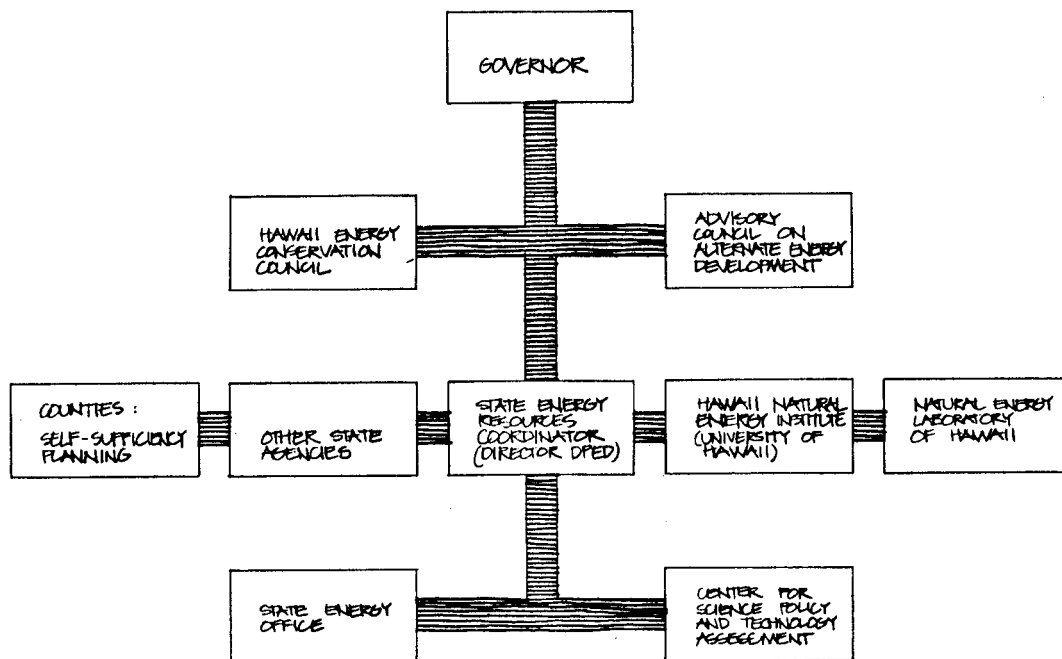 GOVERNOR
HAWAII ENERGY
CONSERVATION
COUNCIL
ADVISORY
COUNCIL ON
ALTERNATE ENERGY
DEVELOPMENT
COUNTIES :
SELF-SUFFICIENCY
PLANNING
OTHER STATE
AGENCIES
STATE ENERGY
RESOURCES
COORDINATOR
(DIRECTOR DPED)
HAWAII NATURAL
ENERGY INSTITUTE
(UNIVERSITY OF
HAWAII)
NATURAL ENERGY
LABORATORY
OF HAWAII
STATE ENERGY
OFFICE
CENTER FOR
SCIENCE POLICY
AND TECHNOLOGY
ASSESSMENT